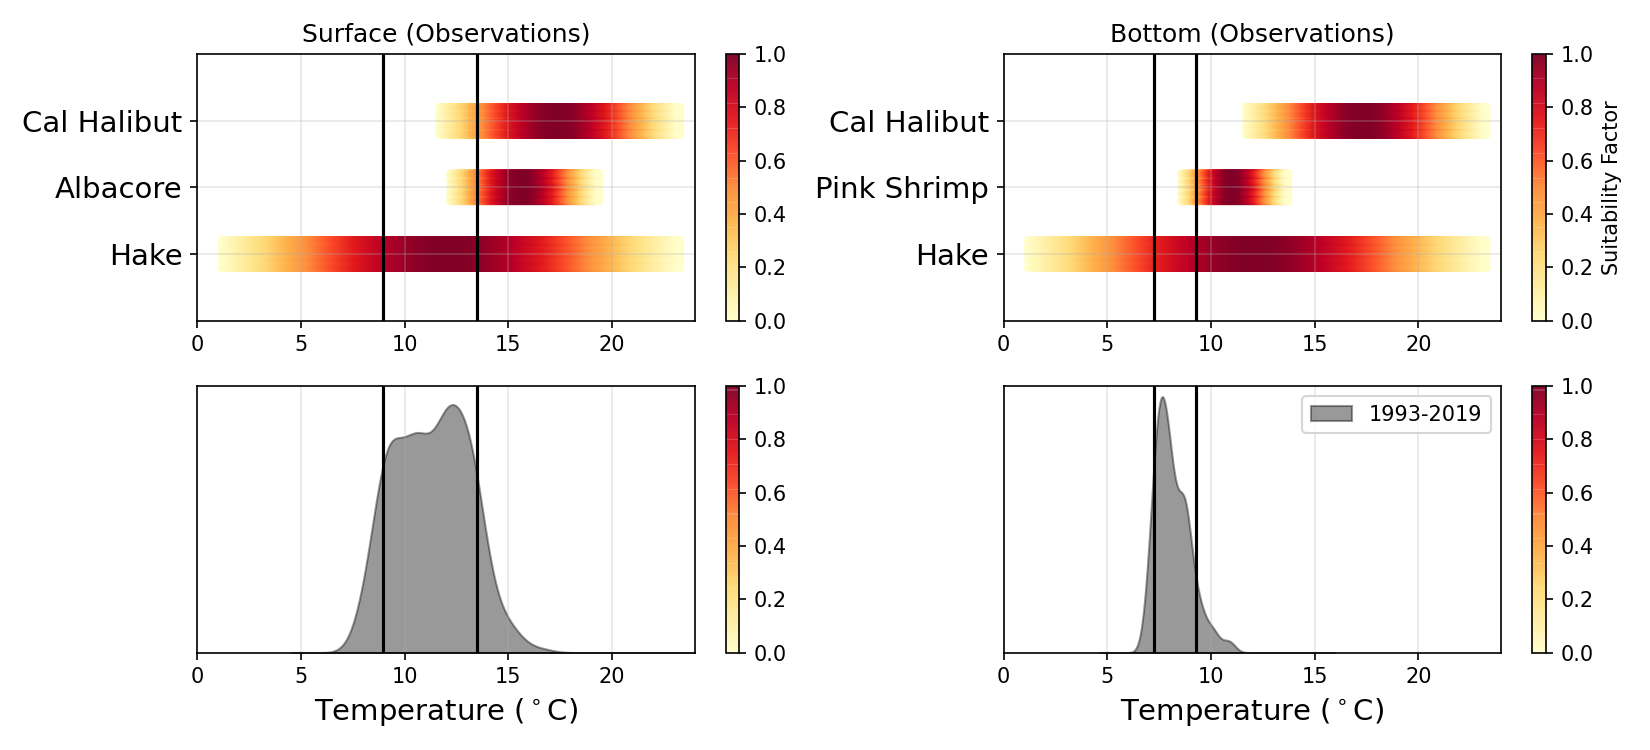 Surface (Observations)
Cal Halibut
Albacore
Hake
0 5 10 15 20
1.0
0.8
0.6
0.4
0.2
0.0
Bottom (Observations)
Cal Halibut
Pink Shrimp
Hake
0 5 10 15 20
1.0
0.8
0.6
0.4
0.2
0.0
Suitability Factor
0 5 10 15 20
Temperature (°C)
1.0
0.8
0.6
0.4
0.2
0.0
1993-2019
0 5 10 15 20
Temperature (°C)
1.0
0.8
0.6
0.4
0.2
0.0